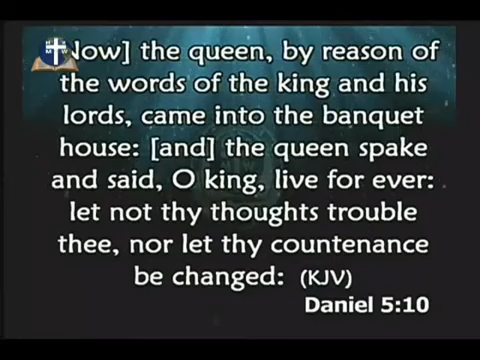 [Now] the queen, by reason of
the words of the king and his
lords, came into the banquet
house: [and] the queen spake
and said, O king, live for ever:
let not thy thoughts trouble
thee, nor let thy countenance
be changed: (KJV)
Daniel 5:10